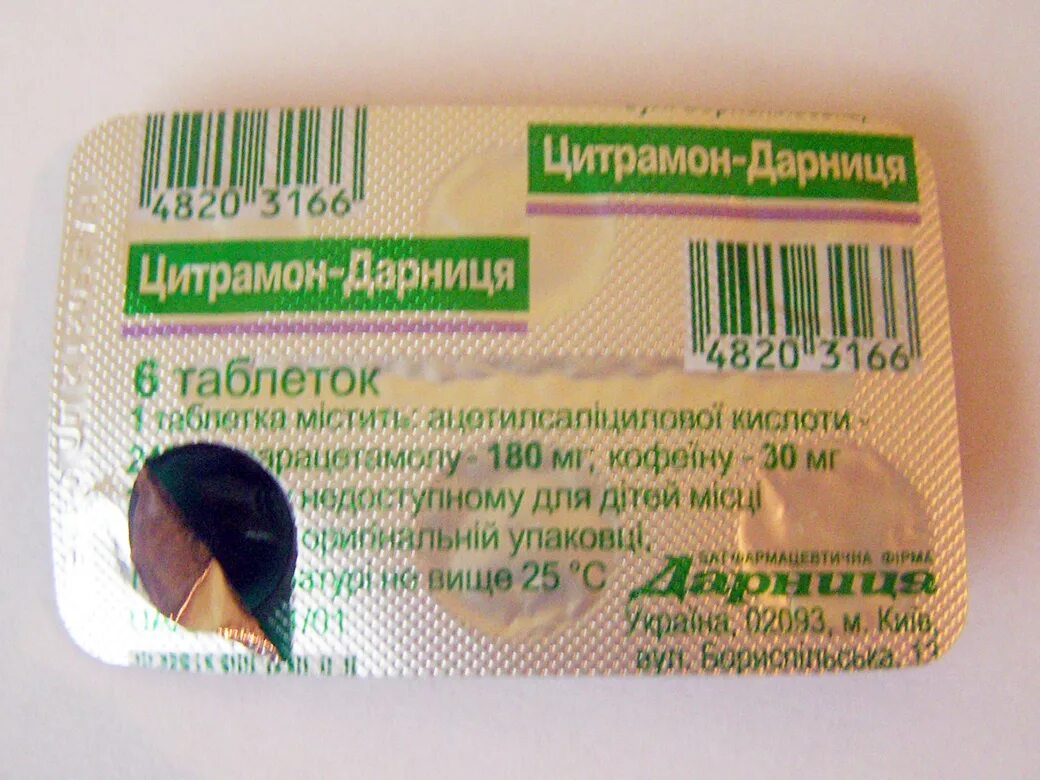 4820 3166
Цитрамон-Дарниця
Цитрамон-Дарниця
4820 3166
6 таблеток
1 таблетка містить: ацетилсаліцилової кислоти -
180 мг; кофеїну - 30 мг
недоступному для дітей місці
оригінальній упаковці,
не вище 25 °С
/01
ФАРМАЦЕВТИЧНА ФІРМА
Дарниця
Україна, 02093, м. Київ,
вул. Бориспільська, 13